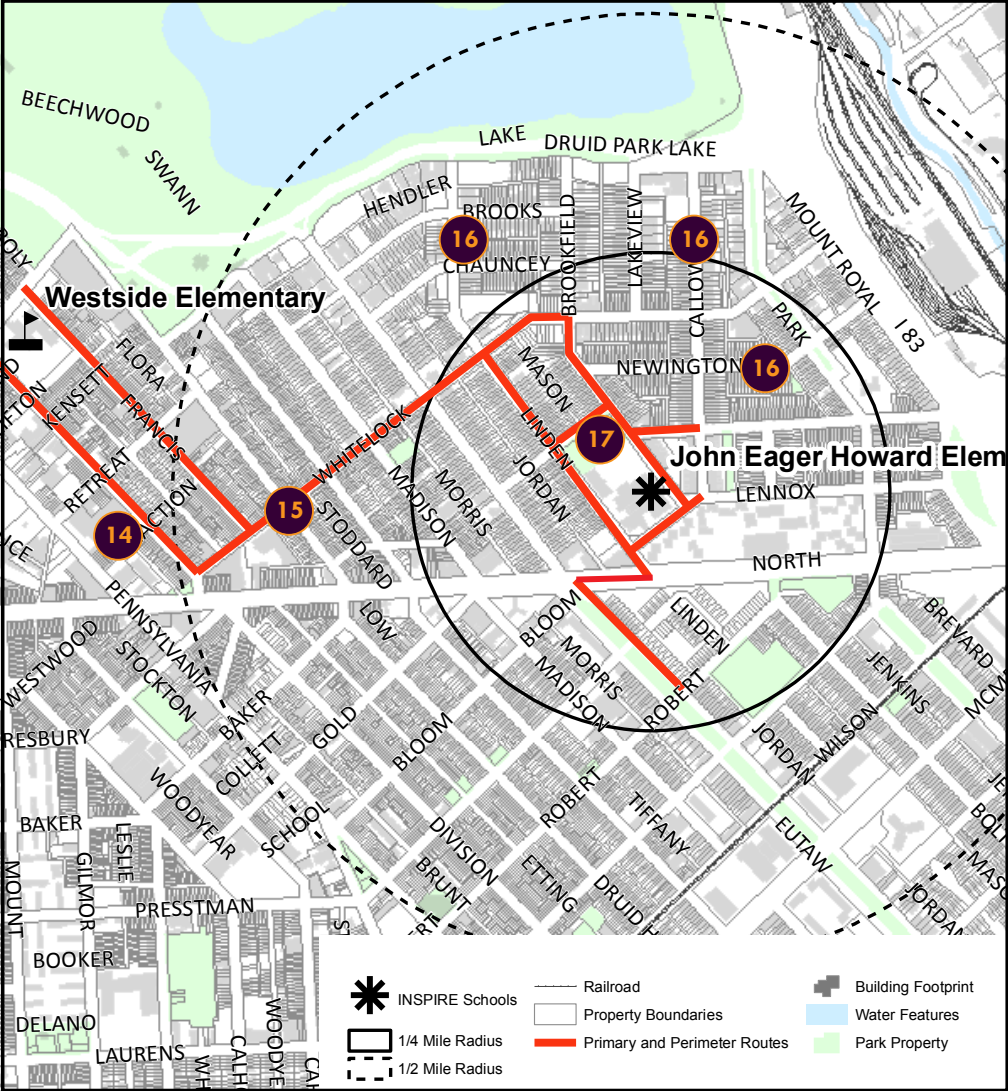 BEECHWOOD
SWANN
LAKE
DRUID PARK LAKE
HENDLER
BROOKS
BROOKFIELD
LAKEVIEW
16
16
CHAUNCEY
CALLOW
MOUNT ROYAL
I 83
PARK
Westside Elementary
FLORA
KENSETT
FRANCIS
MASON
NEWINGTON
16
LINDEN
17
WHITELOCK
John Eager Howard Elem
RETREAT
ACTION
JORDAN
MADISON
MORRIS
LENNOX
15
14
STODDARD
NORTH
PENNSYLVANIA
LOW
BLOOM
LINDEN
BREVARD
WESTWOOD
STOCKTON
MORRIS
MADISON
ROBERT
JENKINS
BAKER
GOLD
BLOOM
COLLETT
JORDAN
WILSON
RESBURY
WOODYEAR
SCHOOL
ROBERT
TIFFANY
BAKER
LESLIE
GILMOR
MOUNT
DIVISION
BRUNT
ETTING
DRUID H
EUTAW
JORDAN
PRESSTMAN
BOOKER
DELANO
LAURENS
WOODYE
CALH
WH
INSPIRE Schools
1/4 Mile Radius
1/2 Mile Radius
Railroad
Property Boundaries
Primary and Perimeter Routes
Building Footprint
Water Features
Park Property